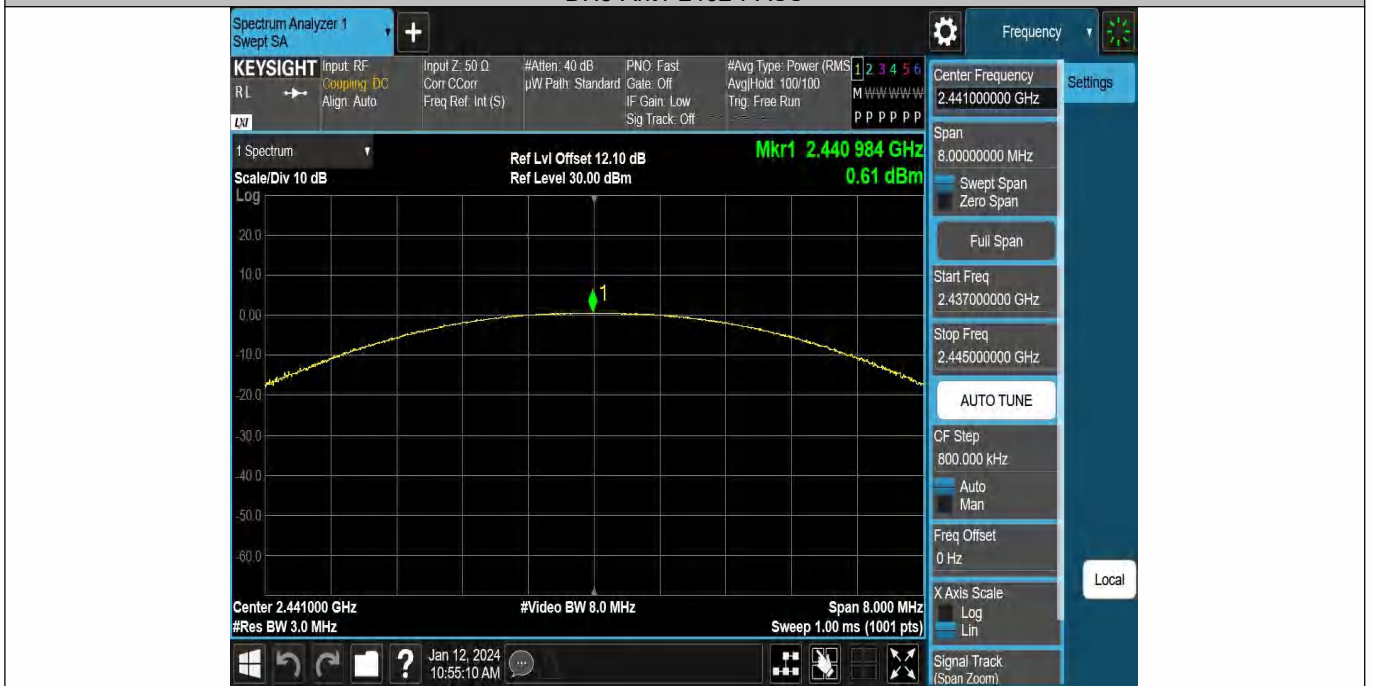 Spectrum Analyzer 1
Swept SA
+
Frequency
KEYSIGHT
RL
LXI
Input: RF
Coupling: DC
Align: Auto
Input Z: 50 Ω
Corr CCorr
Freq Ref: Int (S)
#Atten: 40 dB
µW Path: Standard
PNO: Fast
Gate: Off
IF Gain: Low
Sig Track: Off
#Avg Type: Power (RMS
Avg|Hold: 100/100
Trig: Free Run
1 2 3 4 5 6
M W W W W W
P P P P P P
Center Frequency
2.441000000 GHz
Settings
Span
8.00000000 MHz
Swept Span
Zero Span
Full Span
Start Freq
2.437000000 GHz
Stop Freq
2.445000000 GHz
AUTO TUNE
CF Step
800.000 kHz
Auto
Man
Freq Offset
0 Hz
X Axis Scale
Log
Lin
Signal Track
(Span Zoom)
Local
1 Spectrum
Scale/Div 10 dB
Ref Lvl Offset 12.10 dB
Ref Level 30.00 dBm
Mkr1 2.440 984 GHz
0.61 dBm
Log
20.0
10.0
0.00
-10.0
-20.0
-30.0
-40.0
-50.0
-60.0
1
Center 2.441000 GHz
#Res BW 3.0 MHz
#Video BW 8.0 MHz
Span 8.000 MHz
Sweep 1.00 ms (1001 pts)
?
Jan 12, 2024
10:55:10 AM